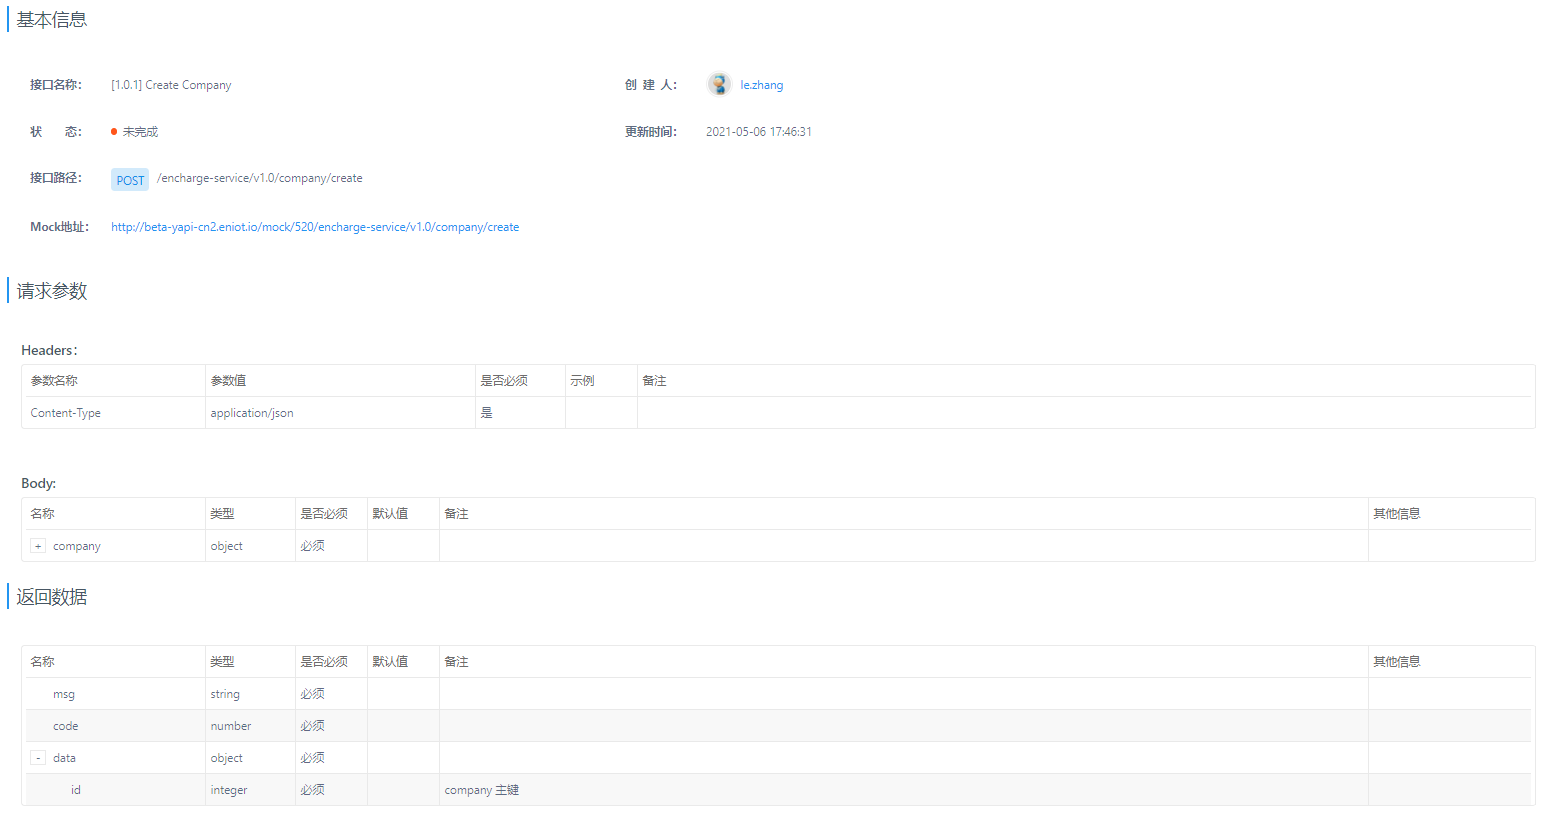 基本信息
接口名称： [1.0.1] Create Company 创 建 人： le.zhang
状 态： 未完成 更新时间： 2021-05-06 17:46:31
接口路径： POST /encharge-service/v1.0/company/create
Mock地址： http://beta-yapi-cn2.eniot.io/mock/520/encharge-service/v1.0/company/create
请求参数
Headers：
参数名称 参数值 是否必须 示例 备注
Content-Type application/json 是
Body:
名称 类型 是否必须 默认值 备注 其他信息
+ company object 必须
返回数据
名称 类型 是否必须 默认值 备注 其他信息
msg string 必须
code number 必须
- data object 必须
id integer 必须 company 主键